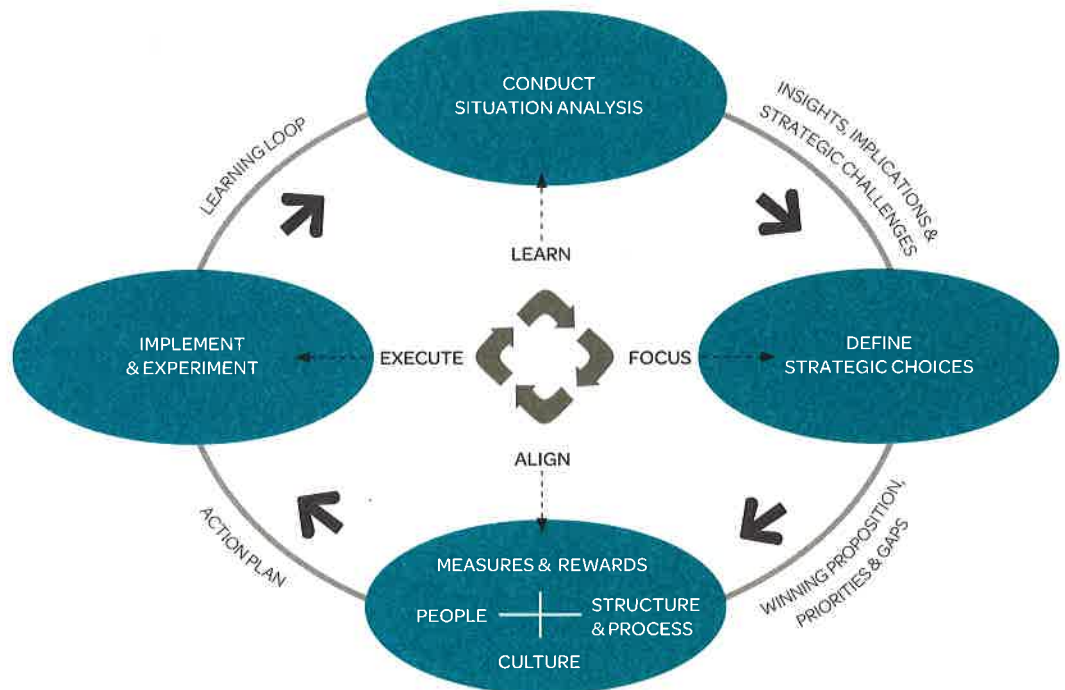 CONDUCT
SITUATION ANALYSIS
LEARNING LOOP
INSIGHTS, IMPLICATIONS &
STRATEGIC CHALLENGES
LEARN
IMPLEMENT
& EXPERIMENT
EXECUTE
FOCUS
DEFINE
STRATEGIC CHOICES
ALIGN
ACTION PLAN
MEASURES & REWARDS
PEOPLE
STRUCTURE
& PROCESS
CULTURE
WINNING PROPOSITION,
PRIORITIES & GAPS